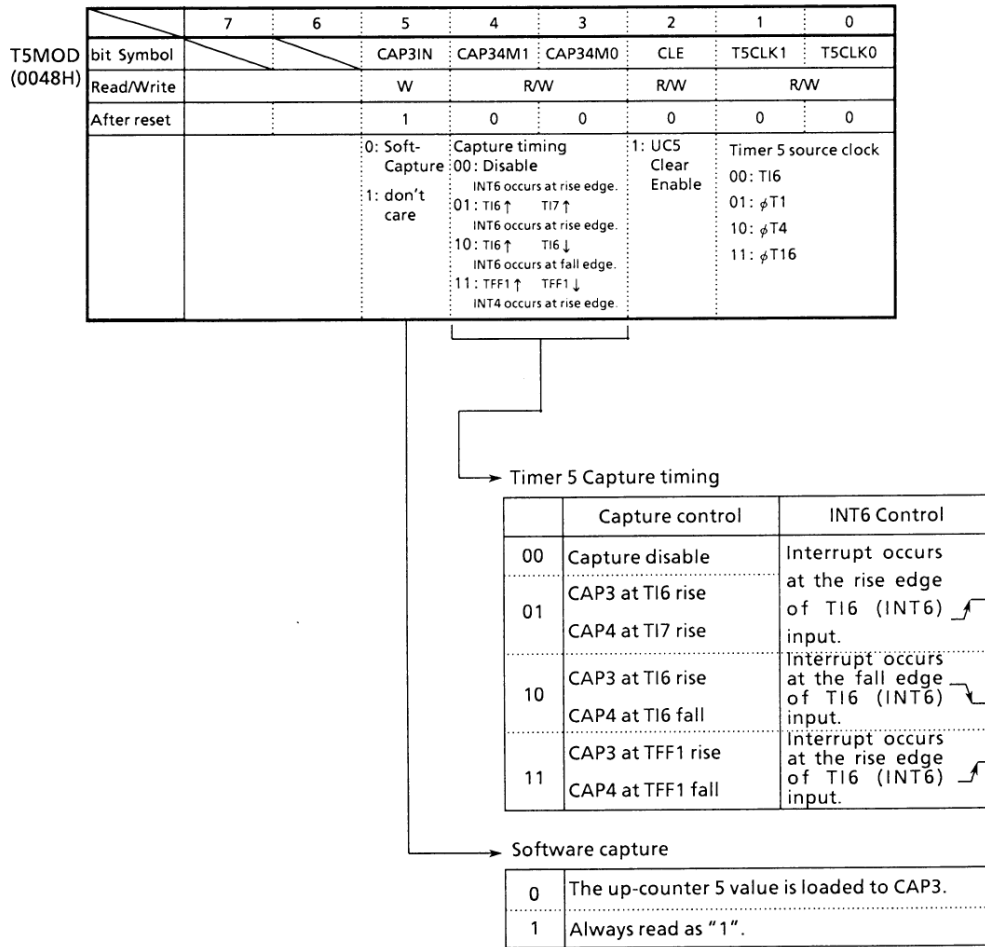 7 6 5 4 3 2 1 0
T5MOD
(0048H)
bit Symbol CAP3IN CAP34M1 CAP34M0 CLE T5CLK1 T5CLK0
Read/Write W R/W R/W R/W
After reset 1 0 0 0 0 0
0: Soft-
Capture
1: don't
care
Capture timing
00: Disable
INT6 occurs at rise edge.
01: TI6↑ TI7↑
INT6 occurs at rise edge.
10: TI6↑ TI6↓
INT6 occurs at fall edge.
11: TFF1↑ TFF1↓
INT4 occurs at rise edge.
1: UC5
Clear
Enable
Timer 5 source clock
00: TI6
01: ϕT1
10: ϕT4
11: ϕT16
Timer 5 Capture timing
Capture control INT6 Control
00 Capture disable
01 CAP3 at TI6 rise
CAP4 at TI7 rise
Interrupt occurs
at the rise edge
of TI6 (INT6)
input.
10 CAP3 at TI6 rise
CAP4 at TI6 fall
Interrupt occurs
at the fall edge
of TI6 (INT6)
input.
11 CAP3 at TFF1 rise
CAP4 at TFF1 fall
Interrupt occurs
at the rise edge
of TI6 (INT6)
input.
Software capture
0 The up-counter 5 value is loaded to CAP3.
1 Always read as "1".